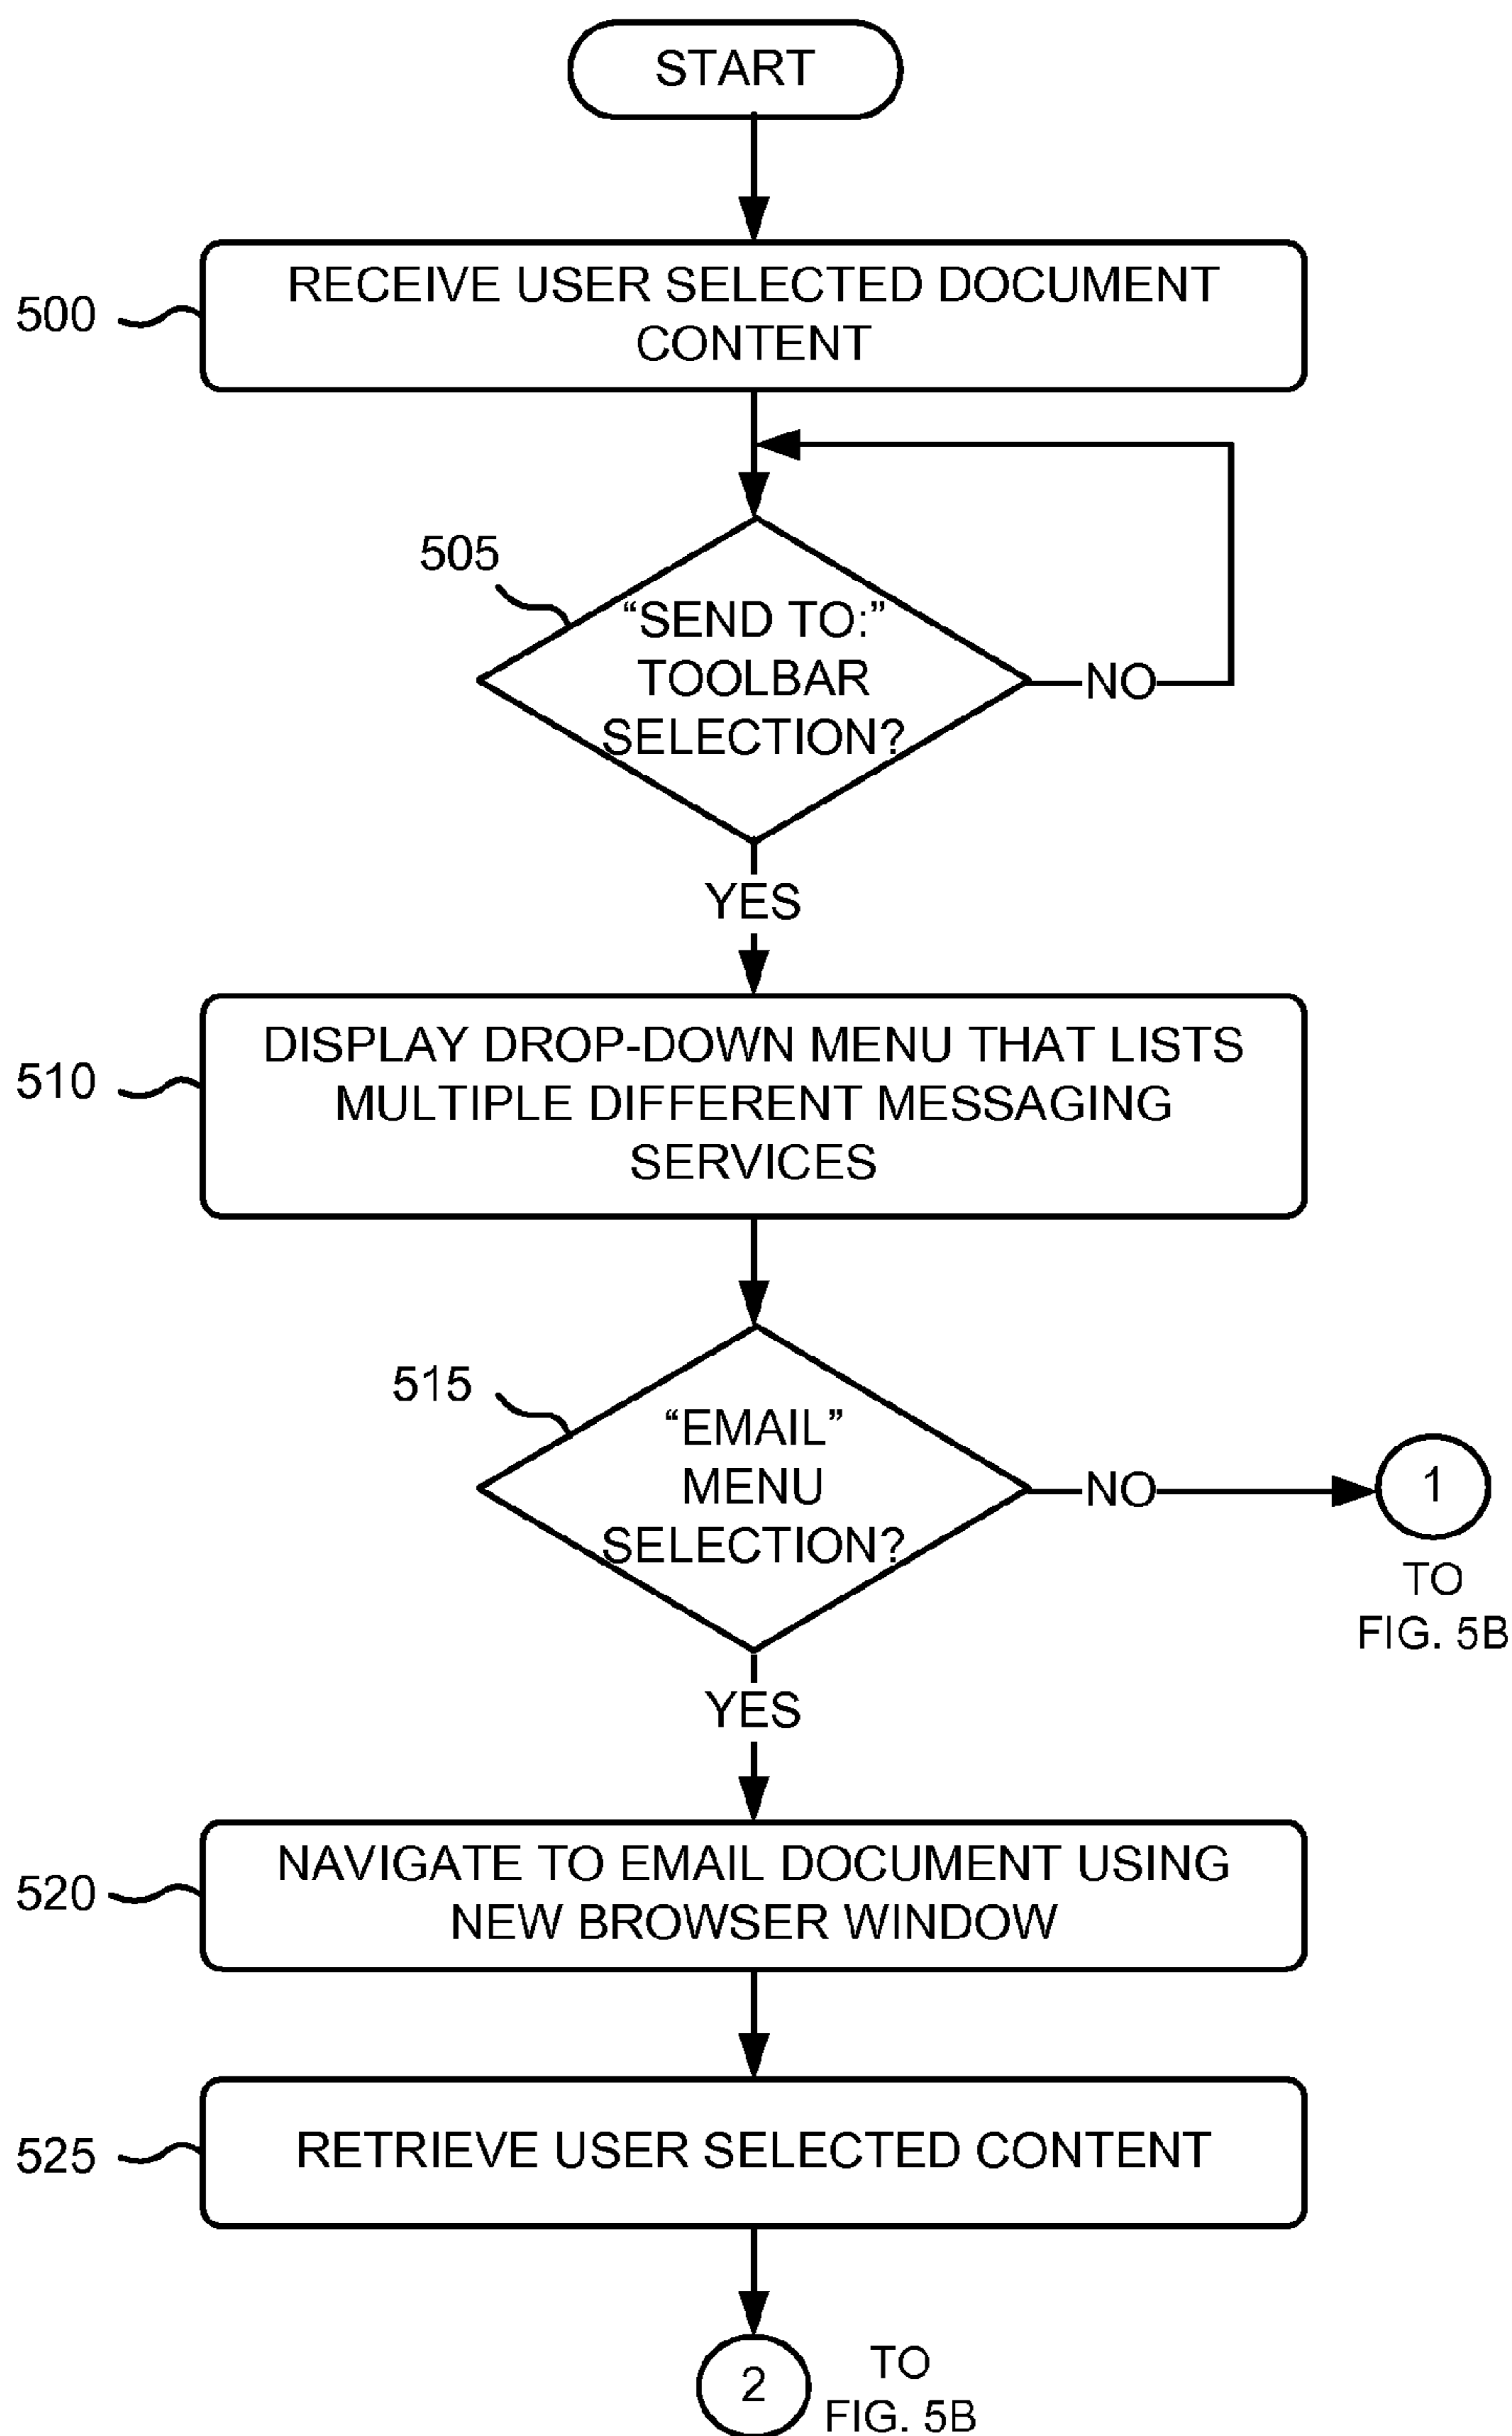 START
RECEIVE USER SELECTED DOCUMENT
CONTENT
500
505
“SEND TO:”
TOOLBAR
SELECTION?
NO
YES
DISPLAY DROP-DOWN MENU THAT LISTS
MULTIPLE DIFFERENT MESSAGING
SERVICES
510
515
“EMAIL”
MENU
SELECTION?
NO
1
TO
FIG. 5B
YES
NAVIGATE TO EMAIL DOCUMENT USING
NEW BROWSER WINDOW
520
RETRIEVE USER SELECTED CONTENT
525
2
TO
FIG. 5B